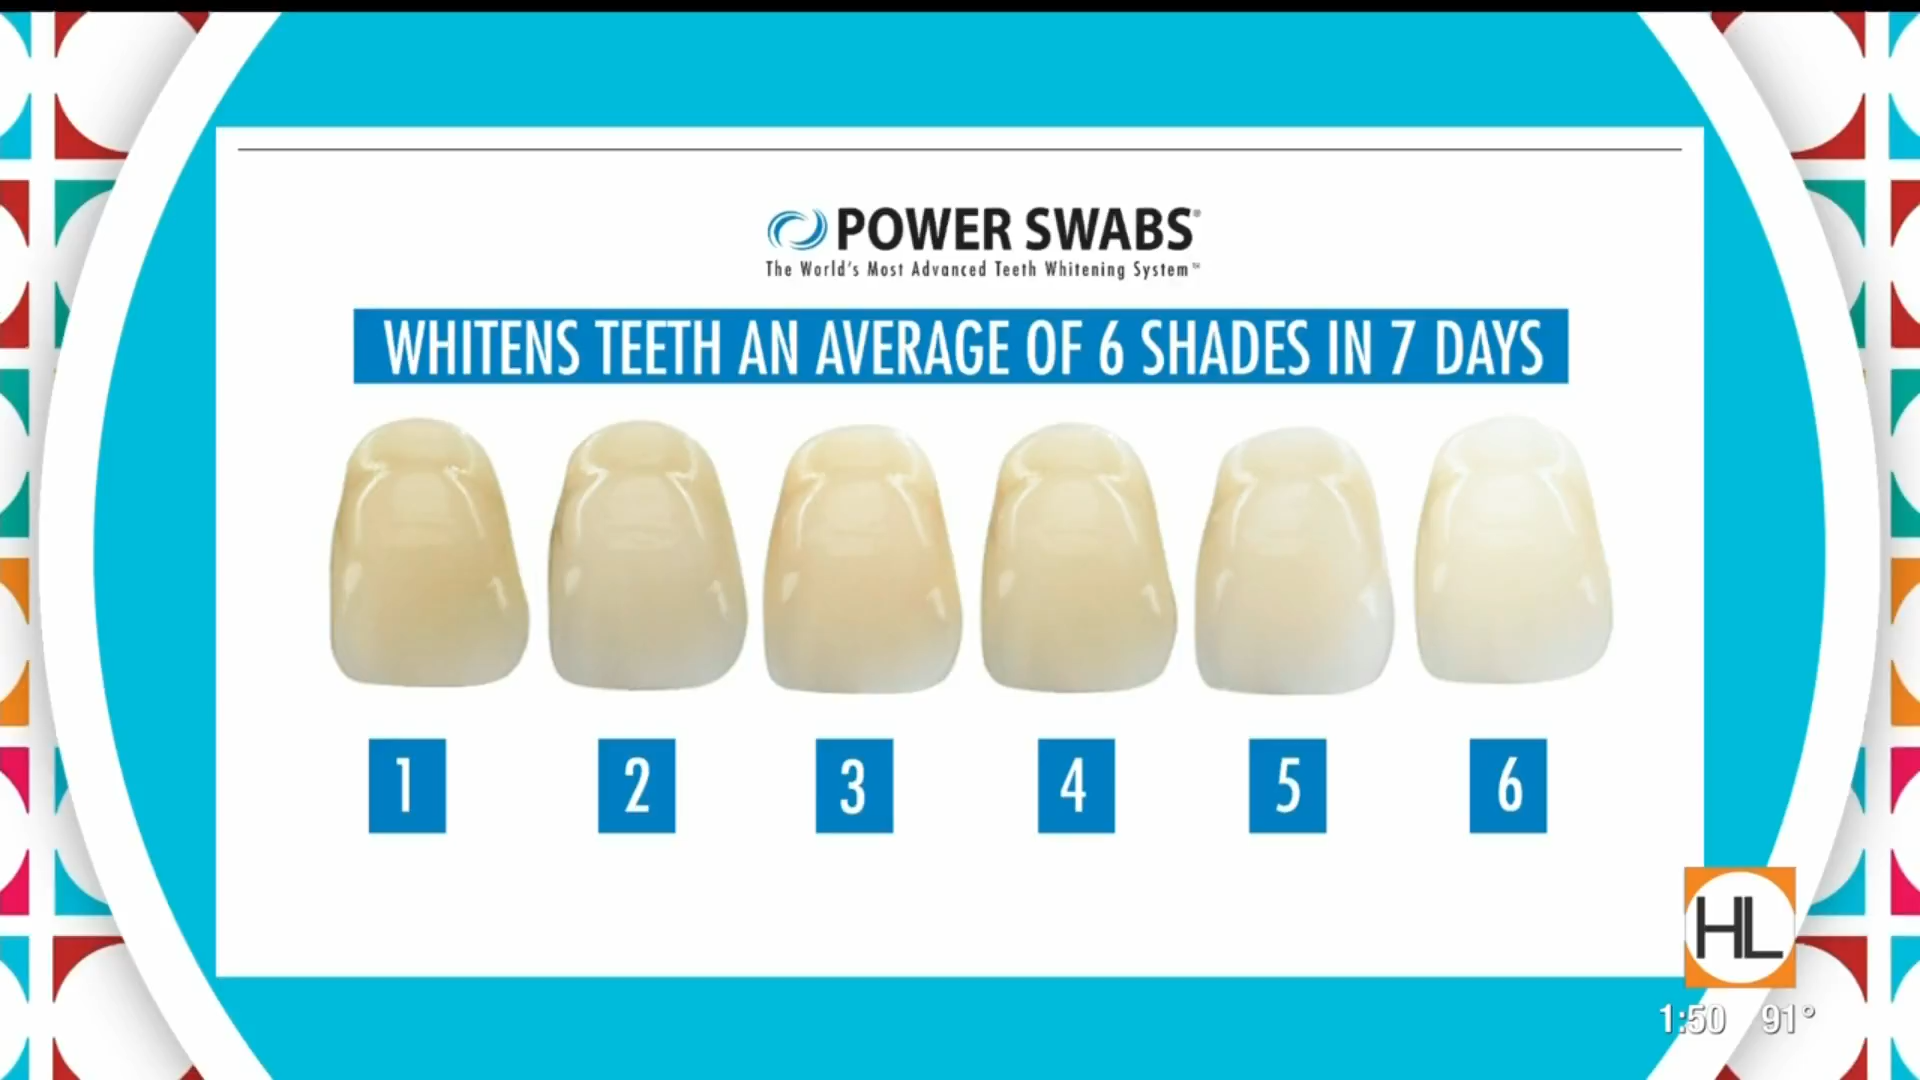 POWER SWABS®
The World's Most Advanced Teeth Whitening System™
WHITENS TEETH AN AVERAGE OF 6 SHADES IN 7 DAYS
1 2 3 4 5 6
HL
1:50 91°